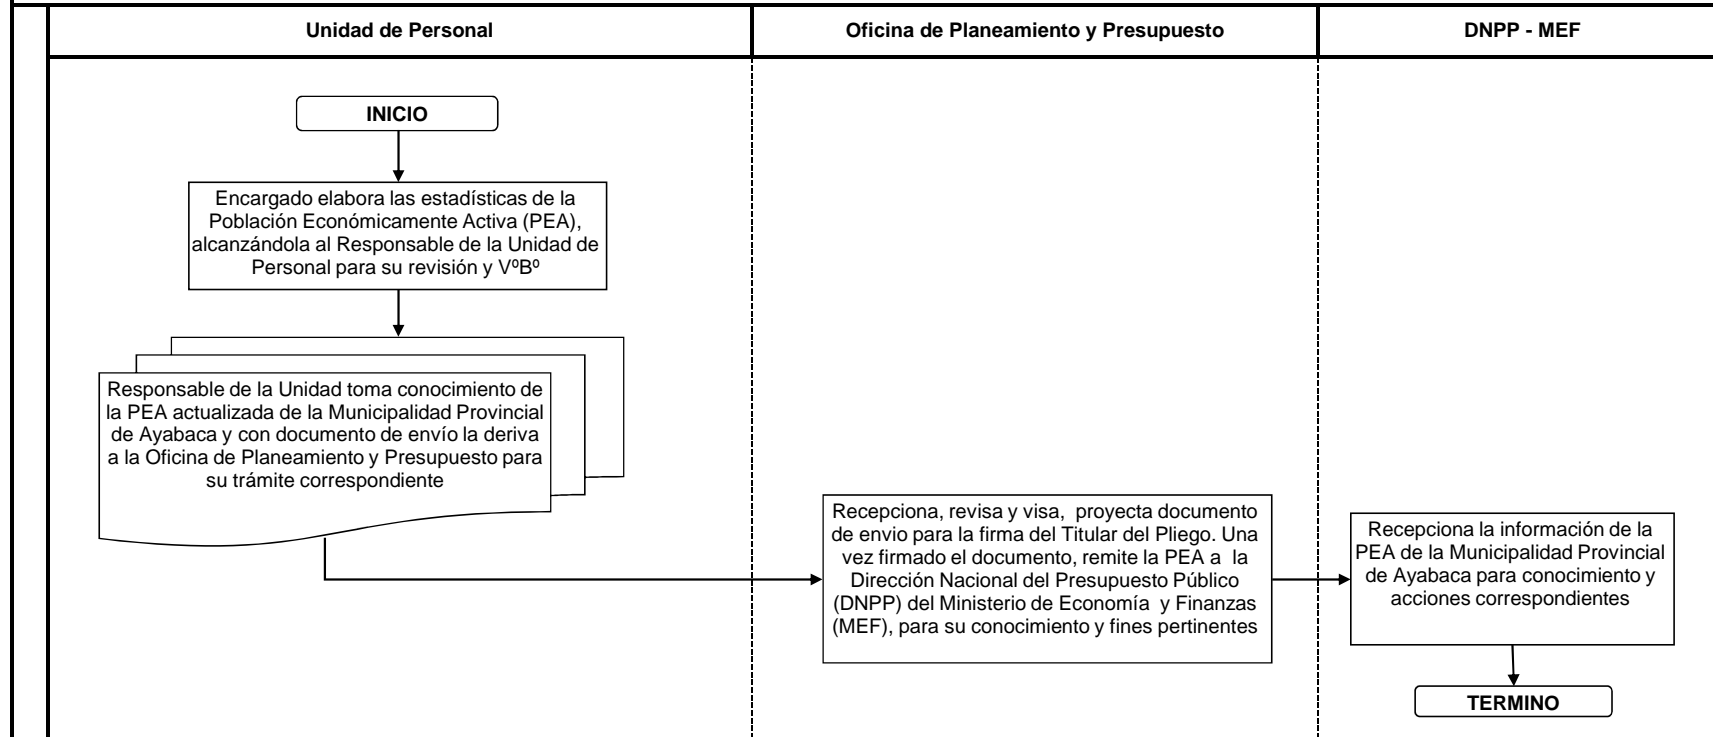 Unidad de Personal
Oficina de Planeamiento y Presupuesto
DNPP - MEF
INICIO
Encargado elabora las estadísticas de la
Población Económicamente Activa (PEA),
alcanzándola al Responsable de la Unidad de
Personal para su revisión y VºBº
Responsable de la Unidad toma conocimiento de
la PEA actualizada de la Municipalidad Provincial
de Ayabaca y con documento de envío la deriva
a la Oficina de Planeamiento y Presupuesto para
su trámite correspondiente
Recepciona, revisa y visa, proyecta documento
de envio para la firma del Titular del Pliego. Una
vez firmado el documento, remite la PEA a la
Dirección Nacional del Presupuesto Público
(DNPP) del Ministerio de Economía y Finanzas
(MEF), para su conocimiento y fines pertinentes
Recepciona la información de la
PEA de la Municipalidad Provincial
de Ayabaca para conocimiento y
acciones correspondientes
TERMINO